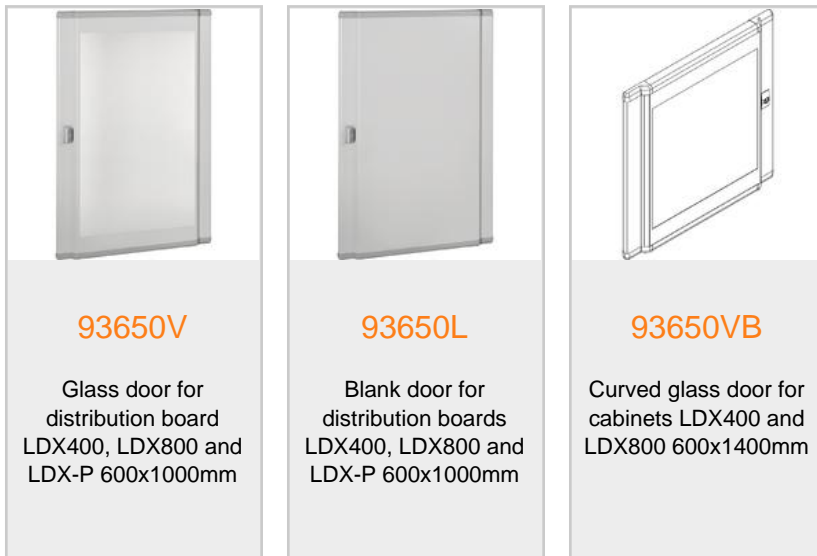 93650V
Glass door for
distribution board
LDX400, LDX800 and
LDX-P 600x1000mm
93650L
Blank door for
distribution boards
LDX400, LDX800 and
LDX-P 600x1000mm
93650VB
Curved glass door for
cabinets LDX400 and
LDX800 600x1400mm